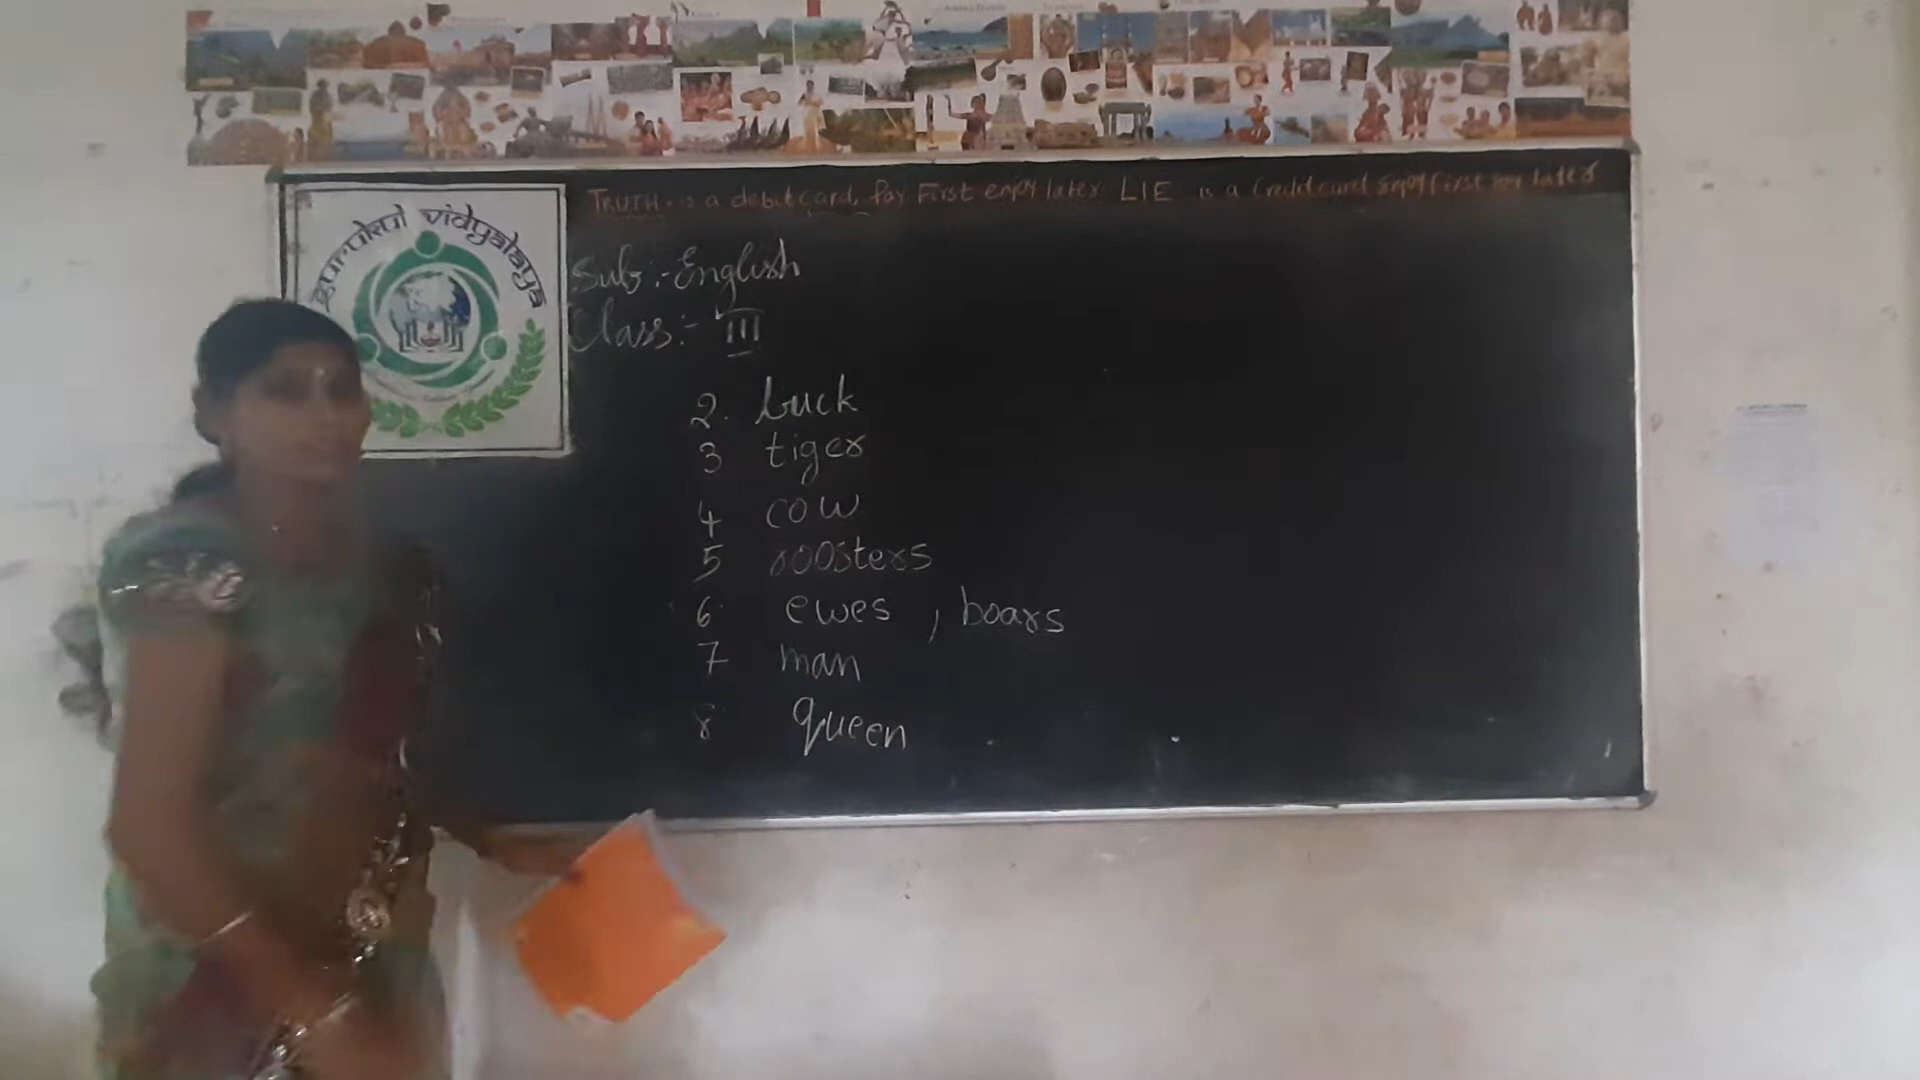 TRUTH - is a debit card, Pay First enjoy later LIE is a Credit card Enjoy first later
gurukul vidyalaya
Sub :- English
Class :- III
2. buck
3 tiger
4 cow
5 roosters
6 ewes , boars
7 man
8 queen